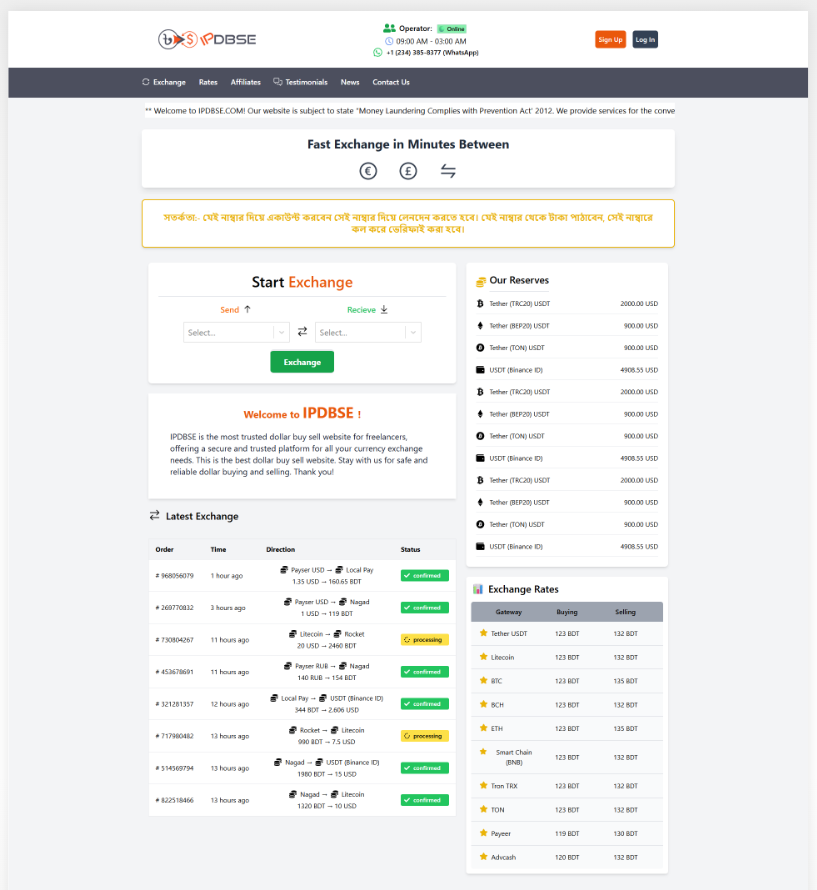 IPDBSE
Operator: Online
09:00 AM - 03:00 AM
+1 (234) 385-8377 (WhatsApp)
Sign Up
Log In
Exchange
Rates
Affiliates
Testimonials
News
Contact Us
** Welcome to IPDBSE.COM! Our website is subject to state "Money Laundering Complies with Prevention Act' 2012. We provide services for the conve
Fast Exchange in Minutes Between
সতর্কতা:- যেই নাম্বার দিয়ে একাউন্ট করবেন সেই নাম্বার দিয়ে লেনদেন করতে হবে। যেই নাম্বার থেকে টাকা পাঠাবেন, সেই নাম্বারে
কল করে ভেরিফাই করা হবে।
Start Exchange
Send
Recieve
Select...
Select...
Exchange
Welcome to IPDBSE !
IPDBSE is the most trusted dollar buy sell website for freelancers,
offering a secure and trusted platform for all your currency exchange
needs. This is the best dollar buy sell website. Stay with us for safe and
reliable dollar buying and selling. Thank you!
Latest Exchange
Order Time Direction Status
# 968056079 1 hour ago Payser USD → Local Pay confirmed
1.35 USD → 160.65 BDT
# 269770832 3 hours ago Payser USD → Nagad confirmed
1 USD → 119 BDT
# 730804267 11 hours ago Litecoin → Rocket processing
20 USD → 2460 BDT
# 453678691 11 hours ago Payser RUB → Nagad confirmed
140 RUB → 154 BDT
# 321281357 12 hours ago Local Pay → USDT (Binance ID) confirmed
344 BDT → 2.606 USD
# 717980482 13 hours ago Rocket → Litecoin processing
990 BDT → 7.5 USD
# 514569794 13 hours ago Nagad → USDT (Binance ID) confirmed
1980 BDT → 15 USD
# 822518466 13 hours ago Nagad → Litecoin confirmed
1320 BDT → 10 USD
Our Reserves
Tether (TRC20) USDT 2000.00 USD
Tether (BEP20) USDT 900.00 USD
Tether (TON) USDT 900.00 USD
USDT (Binance ID) 4908.55 USD
Tether (TRC20) USDT 2000.00 USD
Tether (BEP20) USDT 900.00 USD
Tether (TON) USDT 900.00 USD
USDT (Binance ID) 4908.55 USD
Tether (TRC20) USDT 2000.00 USD
Tether (BEP20) USDT 900.00 USD
Tether (TON) USDT 900.00 USD
USDT (Binance ID) 4908.55 USD
Exchange Rates
Gateway Buying Selling
Tether USDT 123 BDT 132 BDT
Litecoin 123 BDT 132 BDT
BTC 123 BDT 135 BDT
BCH 123 BDT 132 BDT
ETH 123 BDT 135 BDT
Smart Chain
(BNB) 123 BDT 132 BDT
Tron TRX 123 BDT 132 BDT
TON 123 BDT 132 BDT
Payeer 119 BDT 130 BDT
Advcash 120 BDT 132 BDT